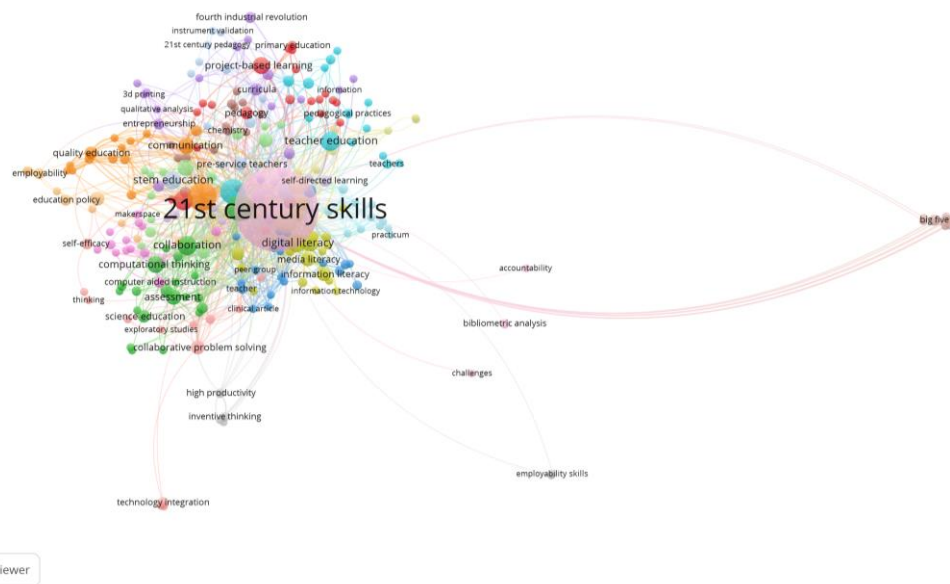 fourth industrial revolution
instrument validation
21st century pedagogy
primary education
project-based learning
curricula
information
3d printing
qualitative analysis
pedagogy
pedagogical practices
entrepreneurship
chemistry
communication
teacher education
quality education
pre-service teachers
teachers
employability
stem education
self-directed learning
education policy
makerspace
21st century skills
big five
practicum
self-efficacy
collaboration
digital literacy
media literacy
computational thinking
peer group
information literacy
accountability
computer aided instruction
teacher
information technology
thinking
assessment
clinical article
science education
bibliometric analysis
exploratory studies
collaborative problem solving
challenges
high productivity
inventive thinking
employability skills
technology integration
iewer